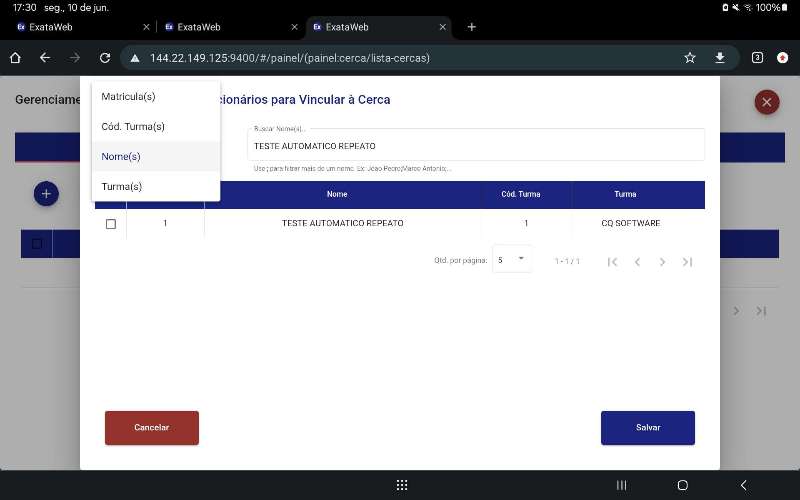 17:30 seg., 10 de jun.
100%
ExataWeb
ExataWeb
ExataWeb
144.22.149.125:9400/#/painel/(painel:cerca/lista-cercas)
3
Gerenciame
cionários para Vincular à Cerca
Matricula(s)
Cód. Turma(s)
Nome(s)
Turma(s)
Buscar Nome(s)...
TESTE AUTOMATICO REPEATO
Use ; para filtrar mais de um nome. Ex: João Pedro;Marco Antonio;...
Nome Cód. Turma Turma
1 TESTE AUTOMATICO REPEATO 1 CQ SOFTWARE
Qtd. por página: 5 1 - 1 / 1
Cancelar
Salvar